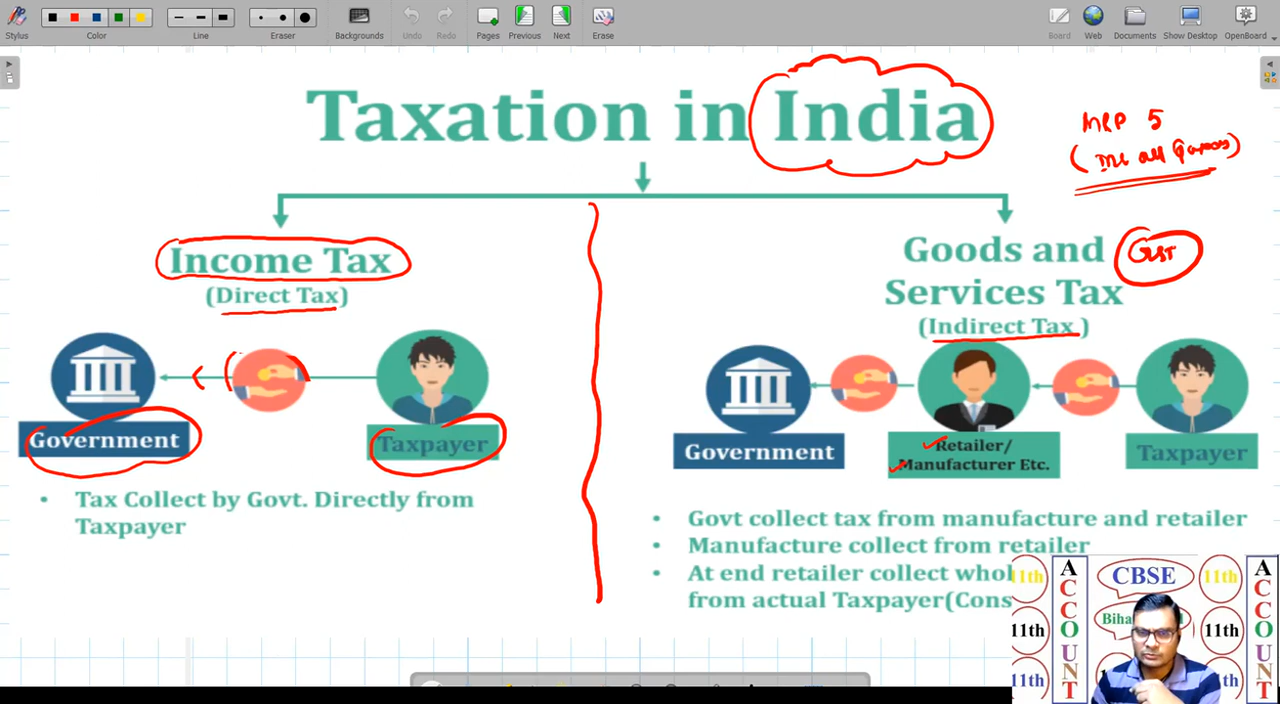 Stylus
Color
Line
Eraser
Backgrounds
Undo
Redo
Pages
Previous
Next
Erase
Board
Web
Documents
Show Desktop
OpenBoard
Taxation in India
MRP 5
all
Income Tax
(Direct Tax)
Government
Taxpayer
• Tax Collect by Govt. Directly from
Taxpayer
Goods and
GST
Services Tax
(Indirect Tax)
Government
Retailer/
Manufacturer Etc.
Taxpayer
• Govt collect tax from manufacture and retailer
• Manufacture collect from retailer
• At end retailer collect whol
from actual Taxpayer(Cons
11th
11th
11th
ACCOUNT
CBSE
Biha
11th
11th
11th
ACCOUNT